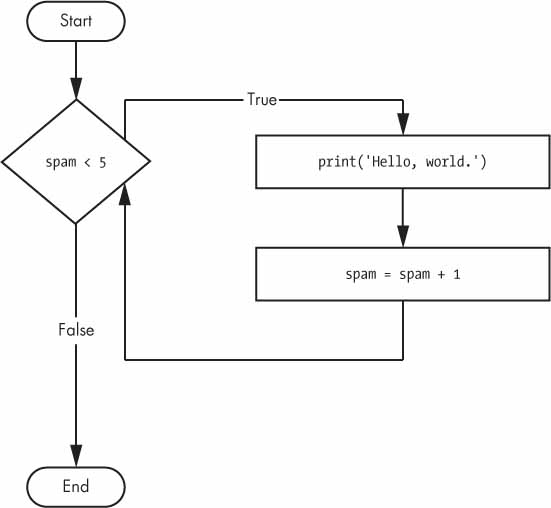 Start
True
spam < 5
print('Hello, world.')
spam = spam + 1
False
End